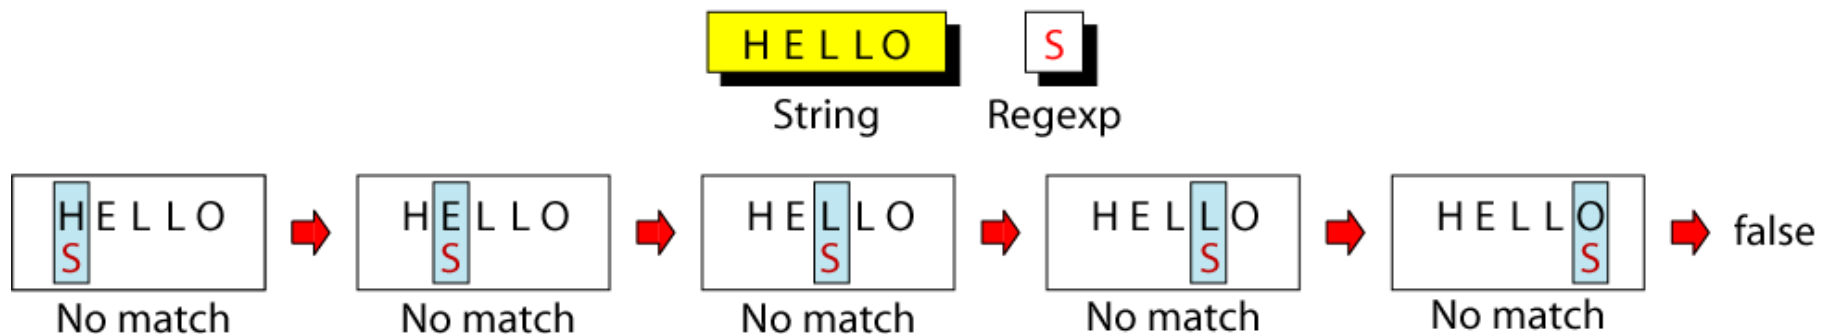 HELLO S
String Regexp
HELLO HELLO HELLO HELLO HELLO false
S S S S S
No match No match No match No match No match